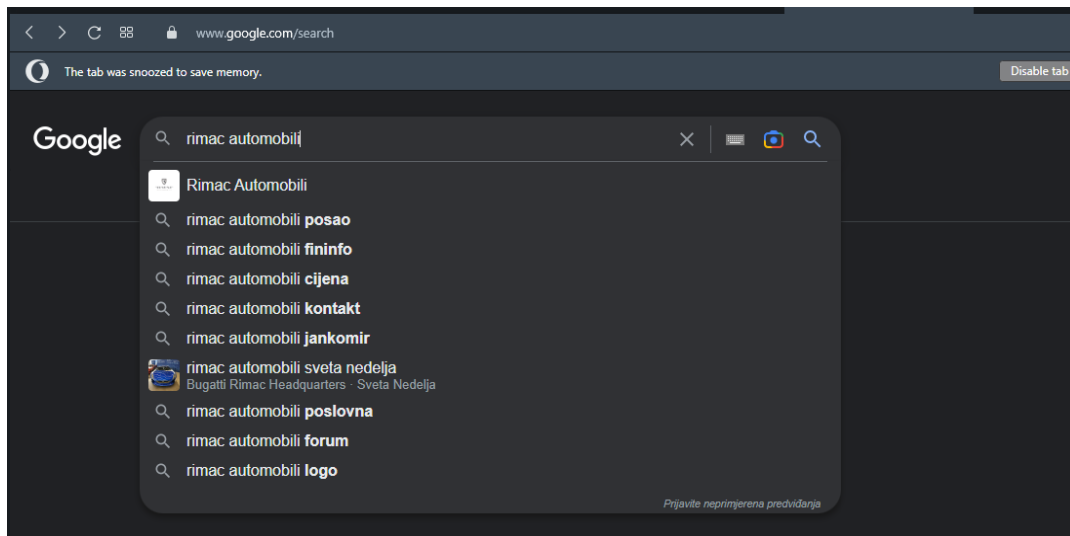 www.google.com/search
The tab was snoozed to save memory.
Disable tab
Google
rimac automobili
Rimac Automobili
rimac automobili posao
rimac automobili fininfo
rimac automobili cijena
rimac automobili kontakt
rimac automobili jankomir
rimac automobili sveta nedelja
Bugatti Rimac Headquarters · Sveta Nedelja
rimac automobili poslovna
rimac automobili forum
rimac automobili logo
Prijavite neprimjerena predviđanja